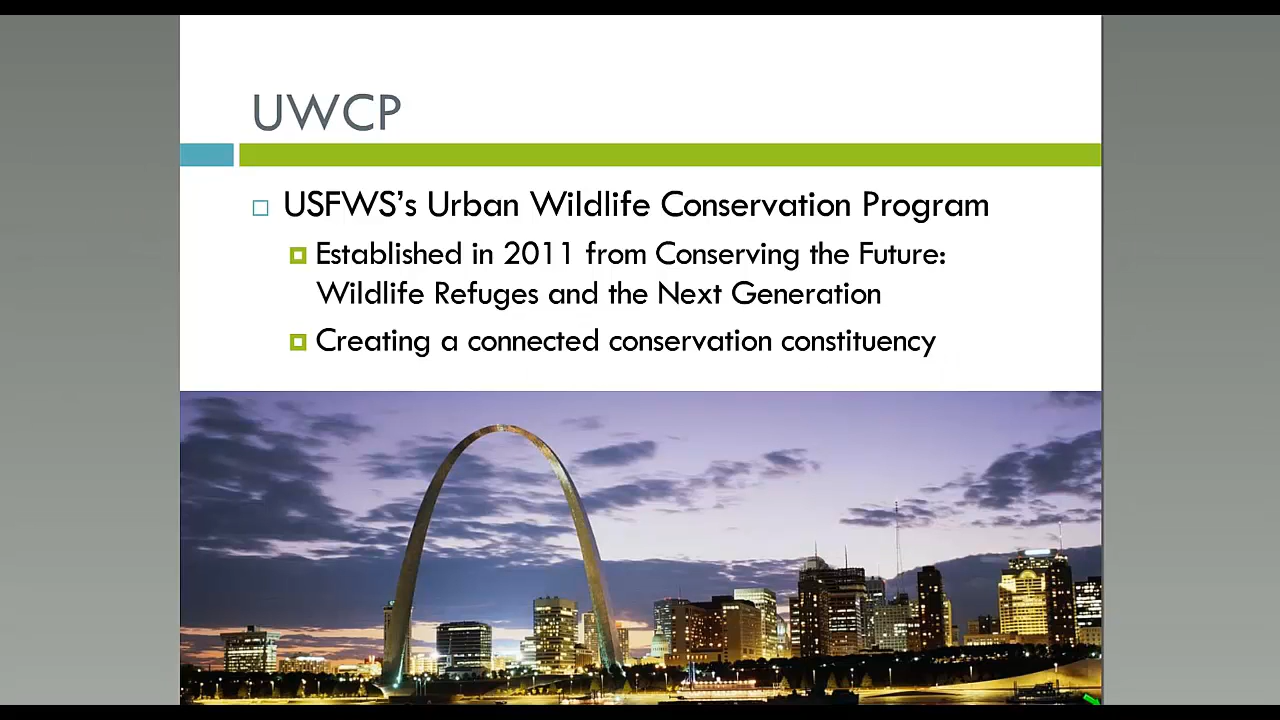 UWCP
USFWS’s Urban Wildlife Conservation Program
Established in 2011 from Conserving the Future:
Wildlife Refuges and the Next Generation
Creating a connected conservation constituency